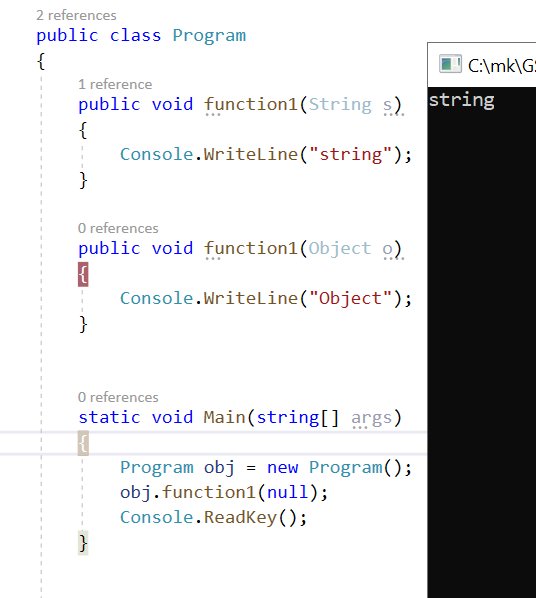 2 references
public class Program
{
1 reference
public void function1(String s)
{
Console.WriteLine("string");
}
0 references
public void function1(Object o)
{
Console.WriteLine("Object");
}
0 references
static void Main(string[] args)
{
Program obj = new Program();
obj.function1(null);
Console.ReadKey();
}
C:\mk\GS
string